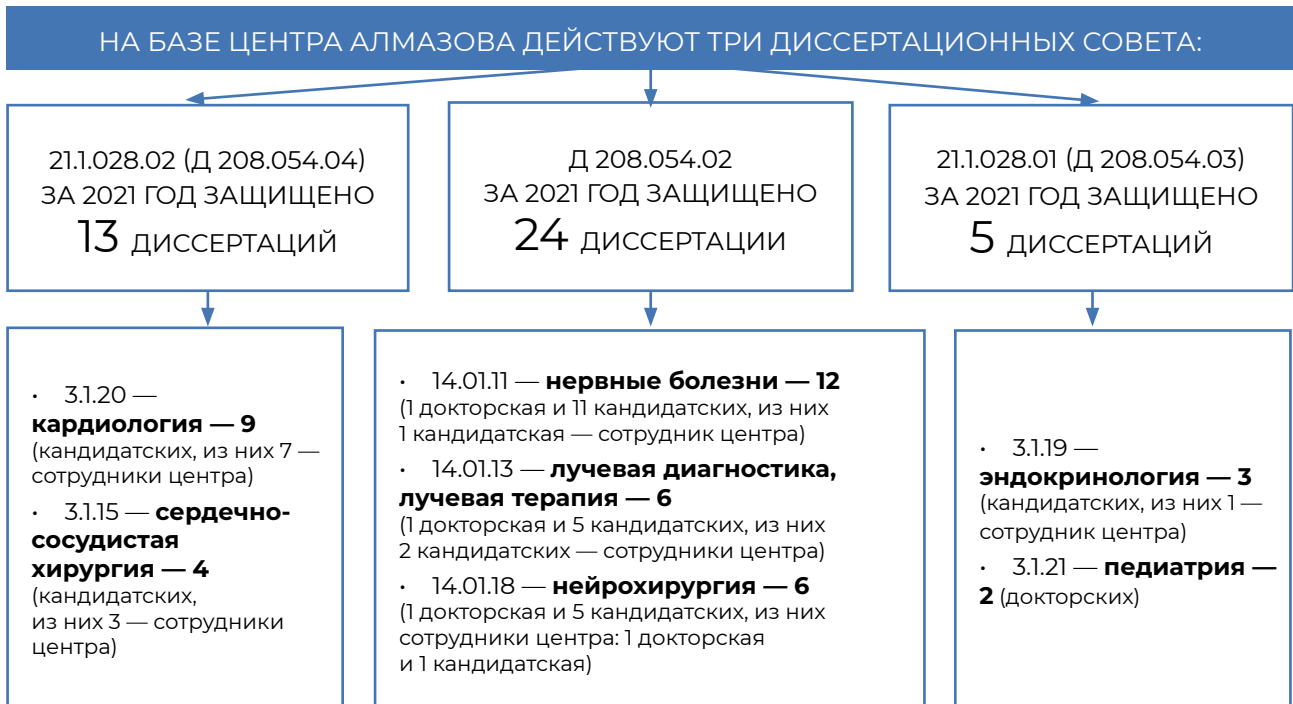 НА БАЗЕ ЦЕНТРА АЛМАЗОВА ДЕЙСТВУЮТ ТРИ ДИССЕРТАЦИОННЫХ СОВЕТА:
21.1.028.02 (Д 208.054.04)
ЗА 2021 ГОД ЗАЩИЩЕНО
13 ДИССЕРТАЦИЙ
Д 208.054.02
ЗА 2021 ГОД ЗАЩИЩЕНО
24 ДИССЕРТАЦИИ
21.1.028.01 (Д 208.054.03)
ЗА 2021 ГОД ЗАЩИЩЕНО
5 ДИССЕРТАЦИЙ
• 3.1.20 —
кардиология — 9
(кандидатских, из них 7 —
сотрудники центра)
• 3.1.15 — сердечно-
сосудистая
хирургия — 4
(кандидатских,
из них 3 — сотрудники
центра)
• 14.01.11 — нервные болезни — 12
(1 докторская и 11 кандидатских, из них
1 кандидатская — сотрудник центра)
• 14.01.13 — лучевая диагностика,
лучевая терапия — 6
(1 докторская и 5 кандидатских, из них
2 кандидатских — сотрудники центра)
• 14.01.18 — нейрохирургия — 6
(1 докторская и 5 кандидатских, из них
сотрудники центра: 1 докторская
и 1 кандидатская)
• 3.1.19 —
эндокринология — 3
(кандидатских, из них 1 —
сотрудник центра)
• 3.1.21 — педиатрия —
2 (докторских)